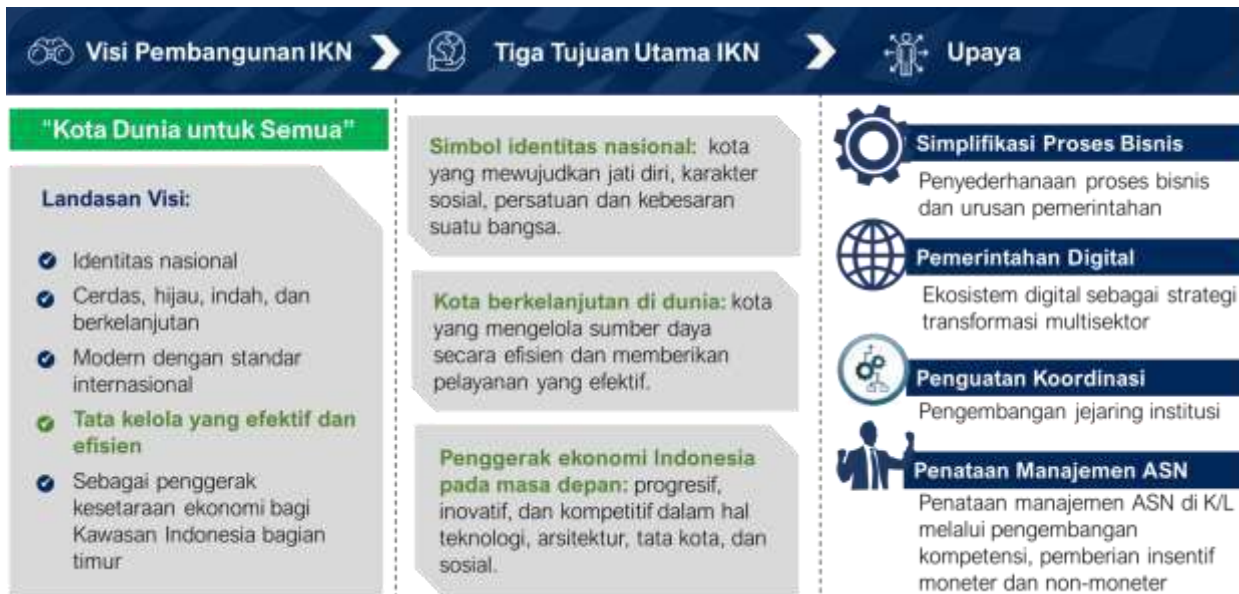 Visi Pembangunan IKN
Tiga Tujuan Utama IKN
Upaya
"Kota Dunia untuk Semua"
Landasan Visi:
Identitas nasional
Cerdas, hijau, indah, dan
berkelanjutan
Modern dengan standar
internasional
Tata kelola yang efektif dan
efisien
Sebagai penggerak
kesetaraan ekonomi bagi
Kawasan Indonesia bagian
timur
Simbol identitas nasional: kota
yang mewujudkan jati diri, karakter
sosial, persatuan dan kebesaran
suatu bangsa.
Kota berkelanjutan di dunia: kota
yang mengelola sumber daya
secara efisien dan memberikan
pelayanan yang efektif.
Penggerak ekonomi Indonesia
pada masa depan: progresif,
inovatif, dan kompetitif dalam hal
teknologi, arsitektur, tata kota, dan
sosial.
Simplifikasi Proses Bisnis
Penyederhanaan proses bisnis
dan urusan pemerintahan
Pemerintahan Digital
Ekosistem digital sebagai strategi
transformasi multisektor
Penguatan Koordinasi
Pengembangan jejaring institusi
Penataan Manajemen ASN
Penataan manajemen ASN di K/L
melalui pengembangan
kompetensi, pemberian insentif
moneter dan non-moneter